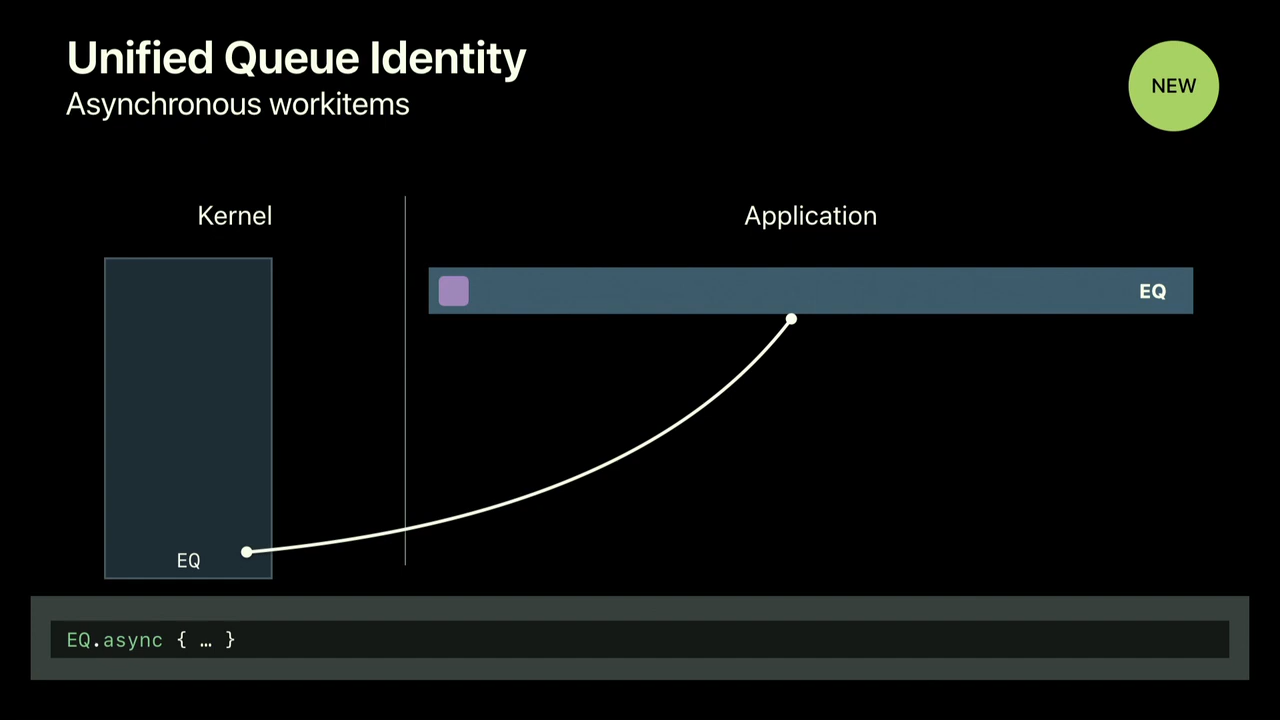 Unified Queue Identity
Asynchronous workitems
NEW
Kernel
Application
EQ
EQ
EQ.async { … }